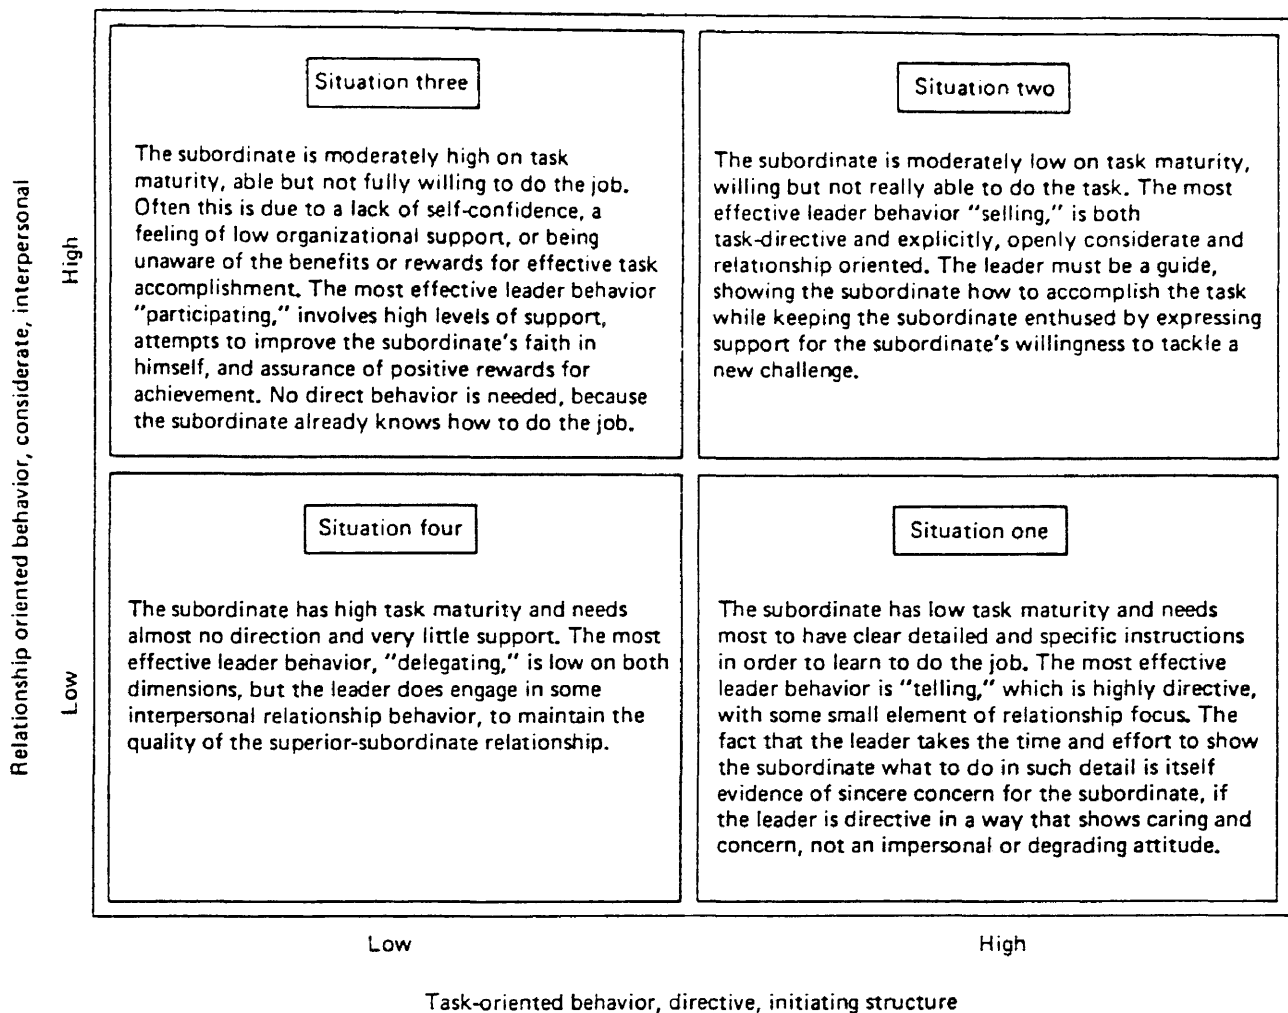 Relationship oriented behavior, considerate, interpersonal
High
Low
Situation three
The subordinate is moderately high on task
maturity, able but not fully willing to do the job.
Often this is due to a lack of self-confidence, a
feeling of low organizational support, or being
unaware of the benefits or rewards for effective task
accomplishment. The most effective leader behavior
"participating," involves high levels of support,
attempts to improve the subordinate's faith in
himself, and assurance of positive rewards for
achievement. No direct behavior is needed, because
the subordinate already knows how to do the job.
Situation two
The subordinate is moderately low on task maturity,
willing but not really able to do the task. The most
effective leader behavior "selling," is both
task-directive and explicitly, openly considerate and
relationship oriented. The leader must be a guide,
showing the subordinate how to accomplish the task
while keeping the subordinate enthused by expressing
support for the subordinate's willingness to tackle a
new challenge.
Situation four
The subordinate has high task maturity and needs
almost no direction and very little support. The most
effective leader behavior, "delegating," is low on both
dimensions, but the leader does engage in some
interpersonal relationship behavior, to maintain the
quality of the superior-subordinate relationship.
Situation one
The subordinate has low task maturity and needs
most to have clear detailed and specific instructions
in order to learn to do the job. The most effective
leader behavior is "telling," which is highly directive,
with some small element of relationship focus. The
fact that the leader takes the time and effort to show
the subordinate what to do in such detail is itself
evidence of sincere concern for the subordinate, if
the leader is directive in a way that shows caring and
concern, not an impersonal or degrading attitude.
Low
High
Task-oriented behavior, directive, initiating structure